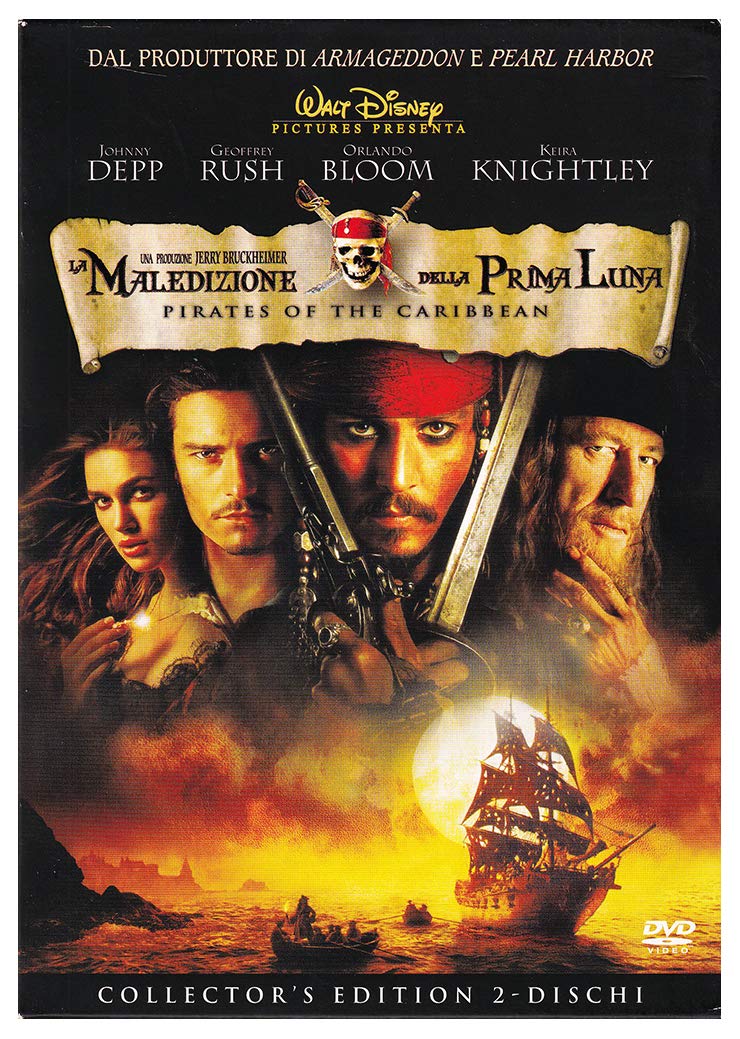 DAL PRODUTTORE DI ARMAGEDDON E PEARL HARBOR
WALT DISNEY
PICTURES PRESENTA
JOHNNY DEPP
GEOFFREY RUSH
ORLANDO BLOOM
KEIRA KNIGHTLEY
UNA PRODUZIONE JERRY BRUCKHEIMER
LA MALEDIZIONE DELLA PRIMA LUNA
PIRATES OF THE CARIBBEAN
DVD
VIDEO
COLLECTOR'S EDITION 2-DISCHI